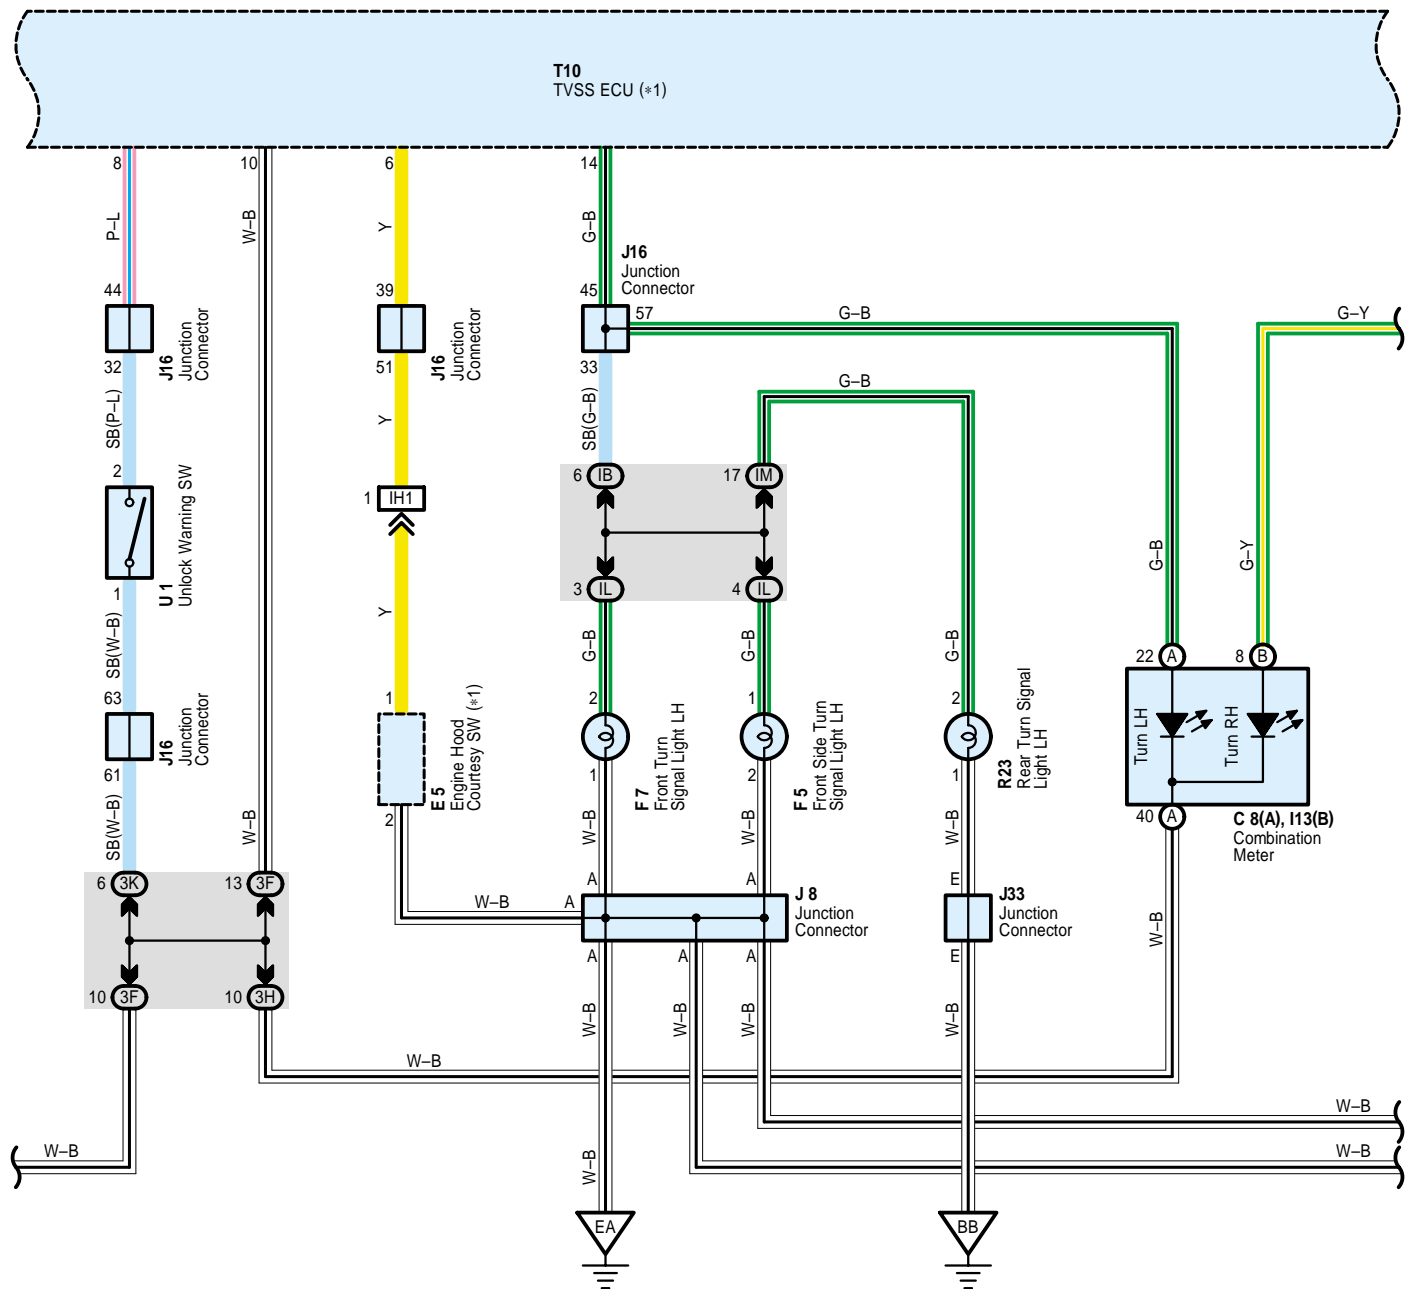 T10
TVSS ECU (∗1)
8
10
6
14
P–L
W–B
Y
G–B
J16
Junction
Connector
44
39
45
57
G–B
G–Y
32
J16
Junction
Connector
51
J16
Junction
Connector
33
G–B
SB(P–L)
Y
SB(G–B)
2
1
IH1
6
IB
17
IM
Unlock Warning SW
U 1
1
G–B
G–Y
3
IL
4
IL
SB(W–B)
Y
G–B
G–B
G–B
22
A
8
B
63
1
2
1
2
J16
Junction
Connector
E 5
Engine Hood
Courtesy SW (∗1)
F 7
Front Turn
Signal Light LH
F 5
Front Side Turn
Signal Light LH
R23
Rear Turn Signal
Light LH
Turn LH
Turn RH
61
2
1
2
1
40
A
C 8(A), I13(B)
Combination
Meter
SB(W–B)
W–B
W–B
W–B
W–B
6
3K
13
3F
A
A
E
W–B
A
J 8
Junction
Connector
J33
Junction
Connector
W–B
A
A
A
E
10
3F
10
3H
W–B
W–B
W–B
W–B
W–B
W–B
W–B
W–B
W–B
EA
BB